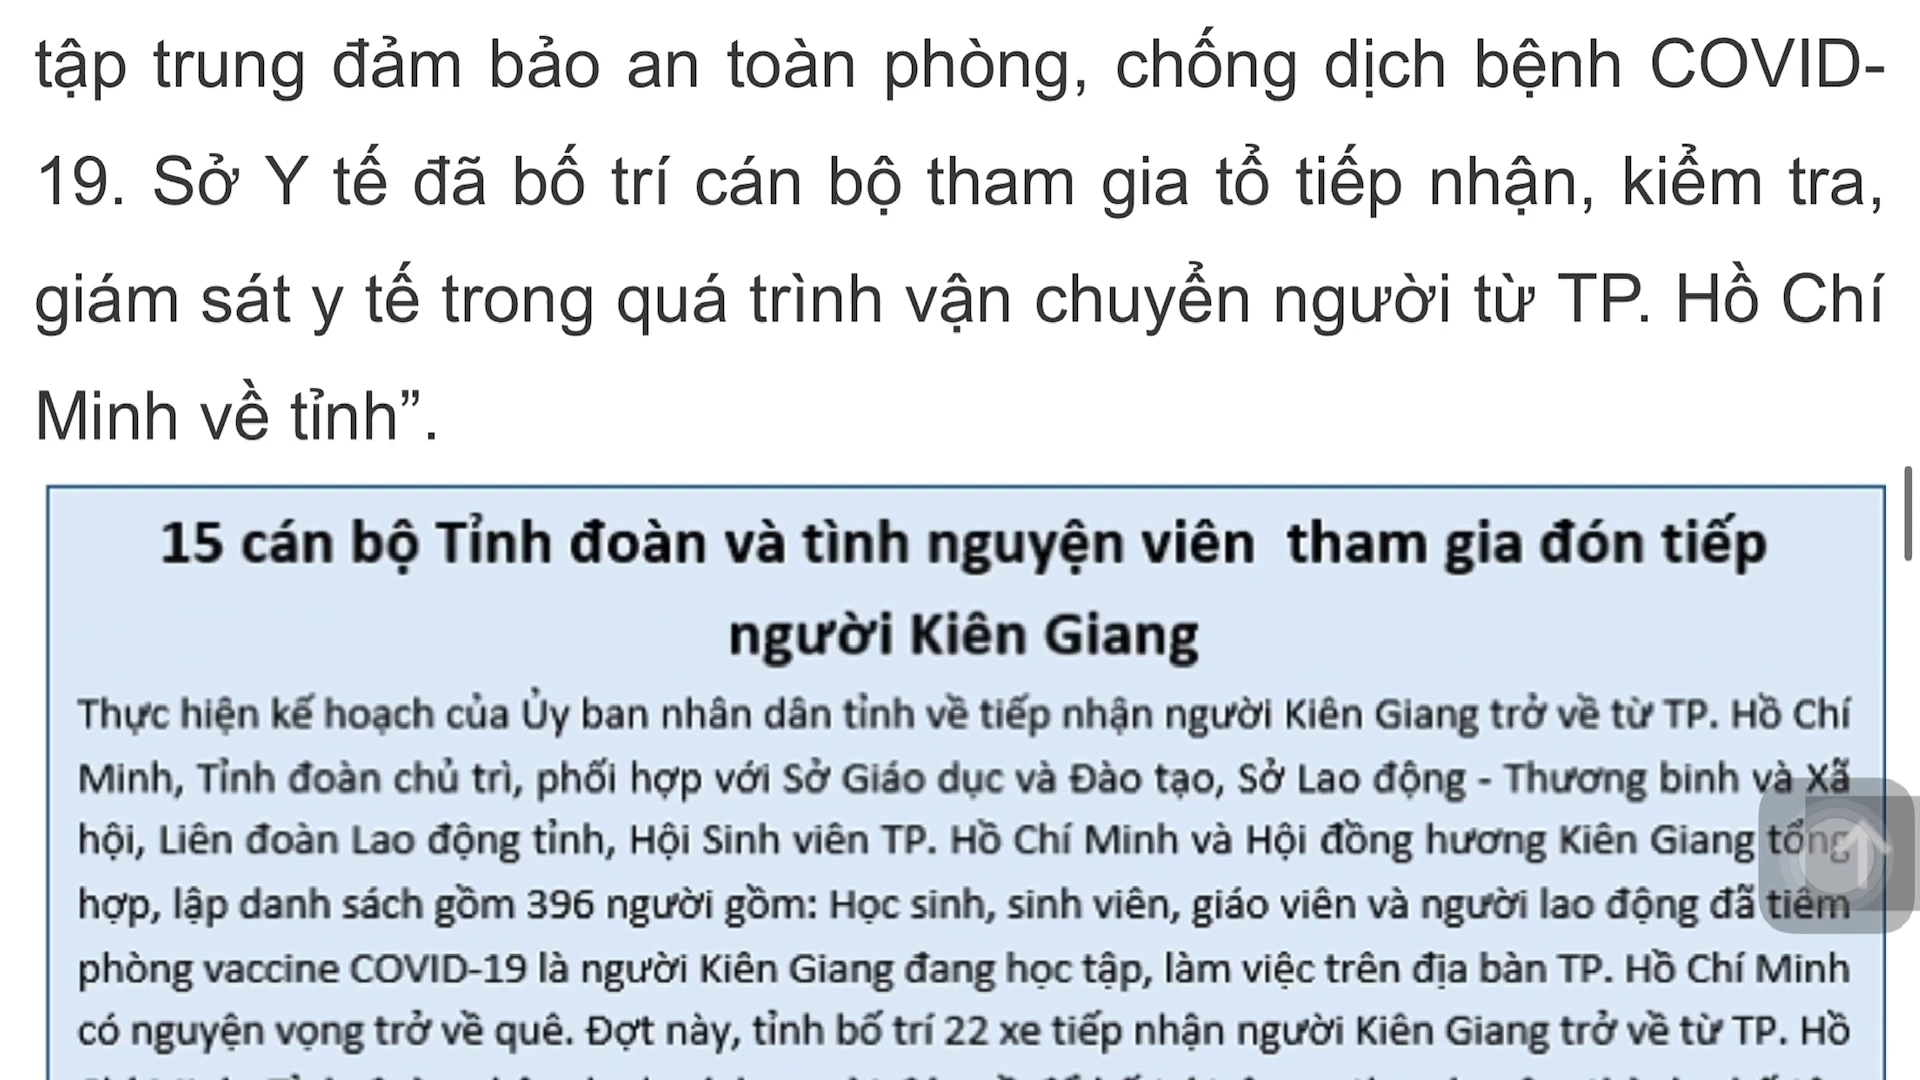 tập trung đảm bảo an toàn phòng, chống dịch bệnh COVID-
19. Sở Y tế đã bố trí cán bộ tham gia tổ tiếp nhận, kiểm tra,
giám sát y tế trong quá trình vận chuyển người từ TP. Hồ Chí
Minh về tỉnh”.
15 cán bộ Tỉnh đoàn và tình nguyện viên tham gia đón tiếp
người Kiên Giang
Thực hiện kế hoạch của Ủy ban nhân dân tỉnh về tiếp nhận người Kiên Giang trở về từ TP. Hồ Chí
Minh, Tỉnh đoàn chủ trì, phối hợp với Sở Giáo dục và Đào tạo, Sở Lao động - Thương binh và Xã
hội, Liên đoàn Lao động tỉnh, Hội Sinh viên TP. Hồ Chí Minh và Hội đồng hương Kiên Giang tổng
hợp, lập danh sách gồm 396 người gồm: Học sinh, sinh viên, giáo viên và người lao động đã tiêm
phòng vaccine COVID-19 là người Kiên Giang đang học tập, làm việc trên địa bàn TP. Hồ Chí Minh
có nguyện vọng trở về quê. Đợt này, tỉnh bố trí 22 xe tiếp nhận người Kiên Giang trở về từ TP. Hồ